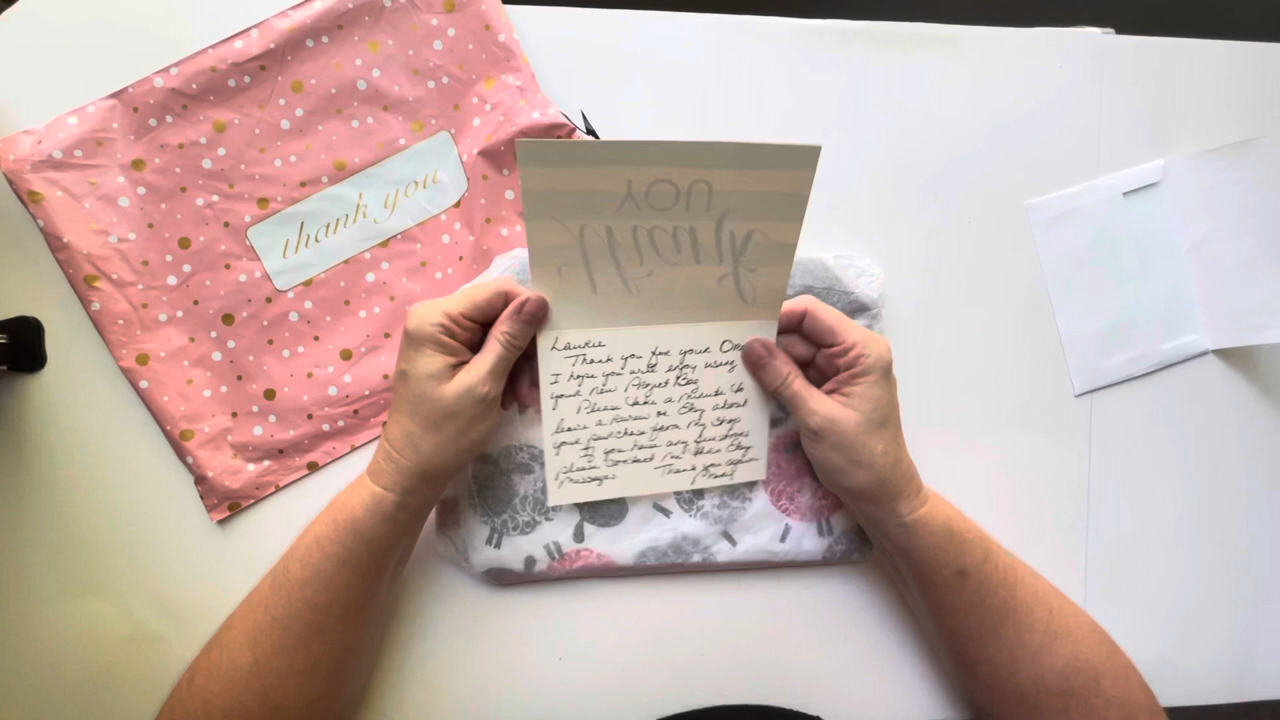 thank you
thank
YOU
Laurie
Thank you for your
I hope you will enjoy using
your new Project Bag
Please take a minute to
leave a review on Etsy about
your purchase from my shop
If you have any questions
please contact me thru Etsy
messages Thank you again